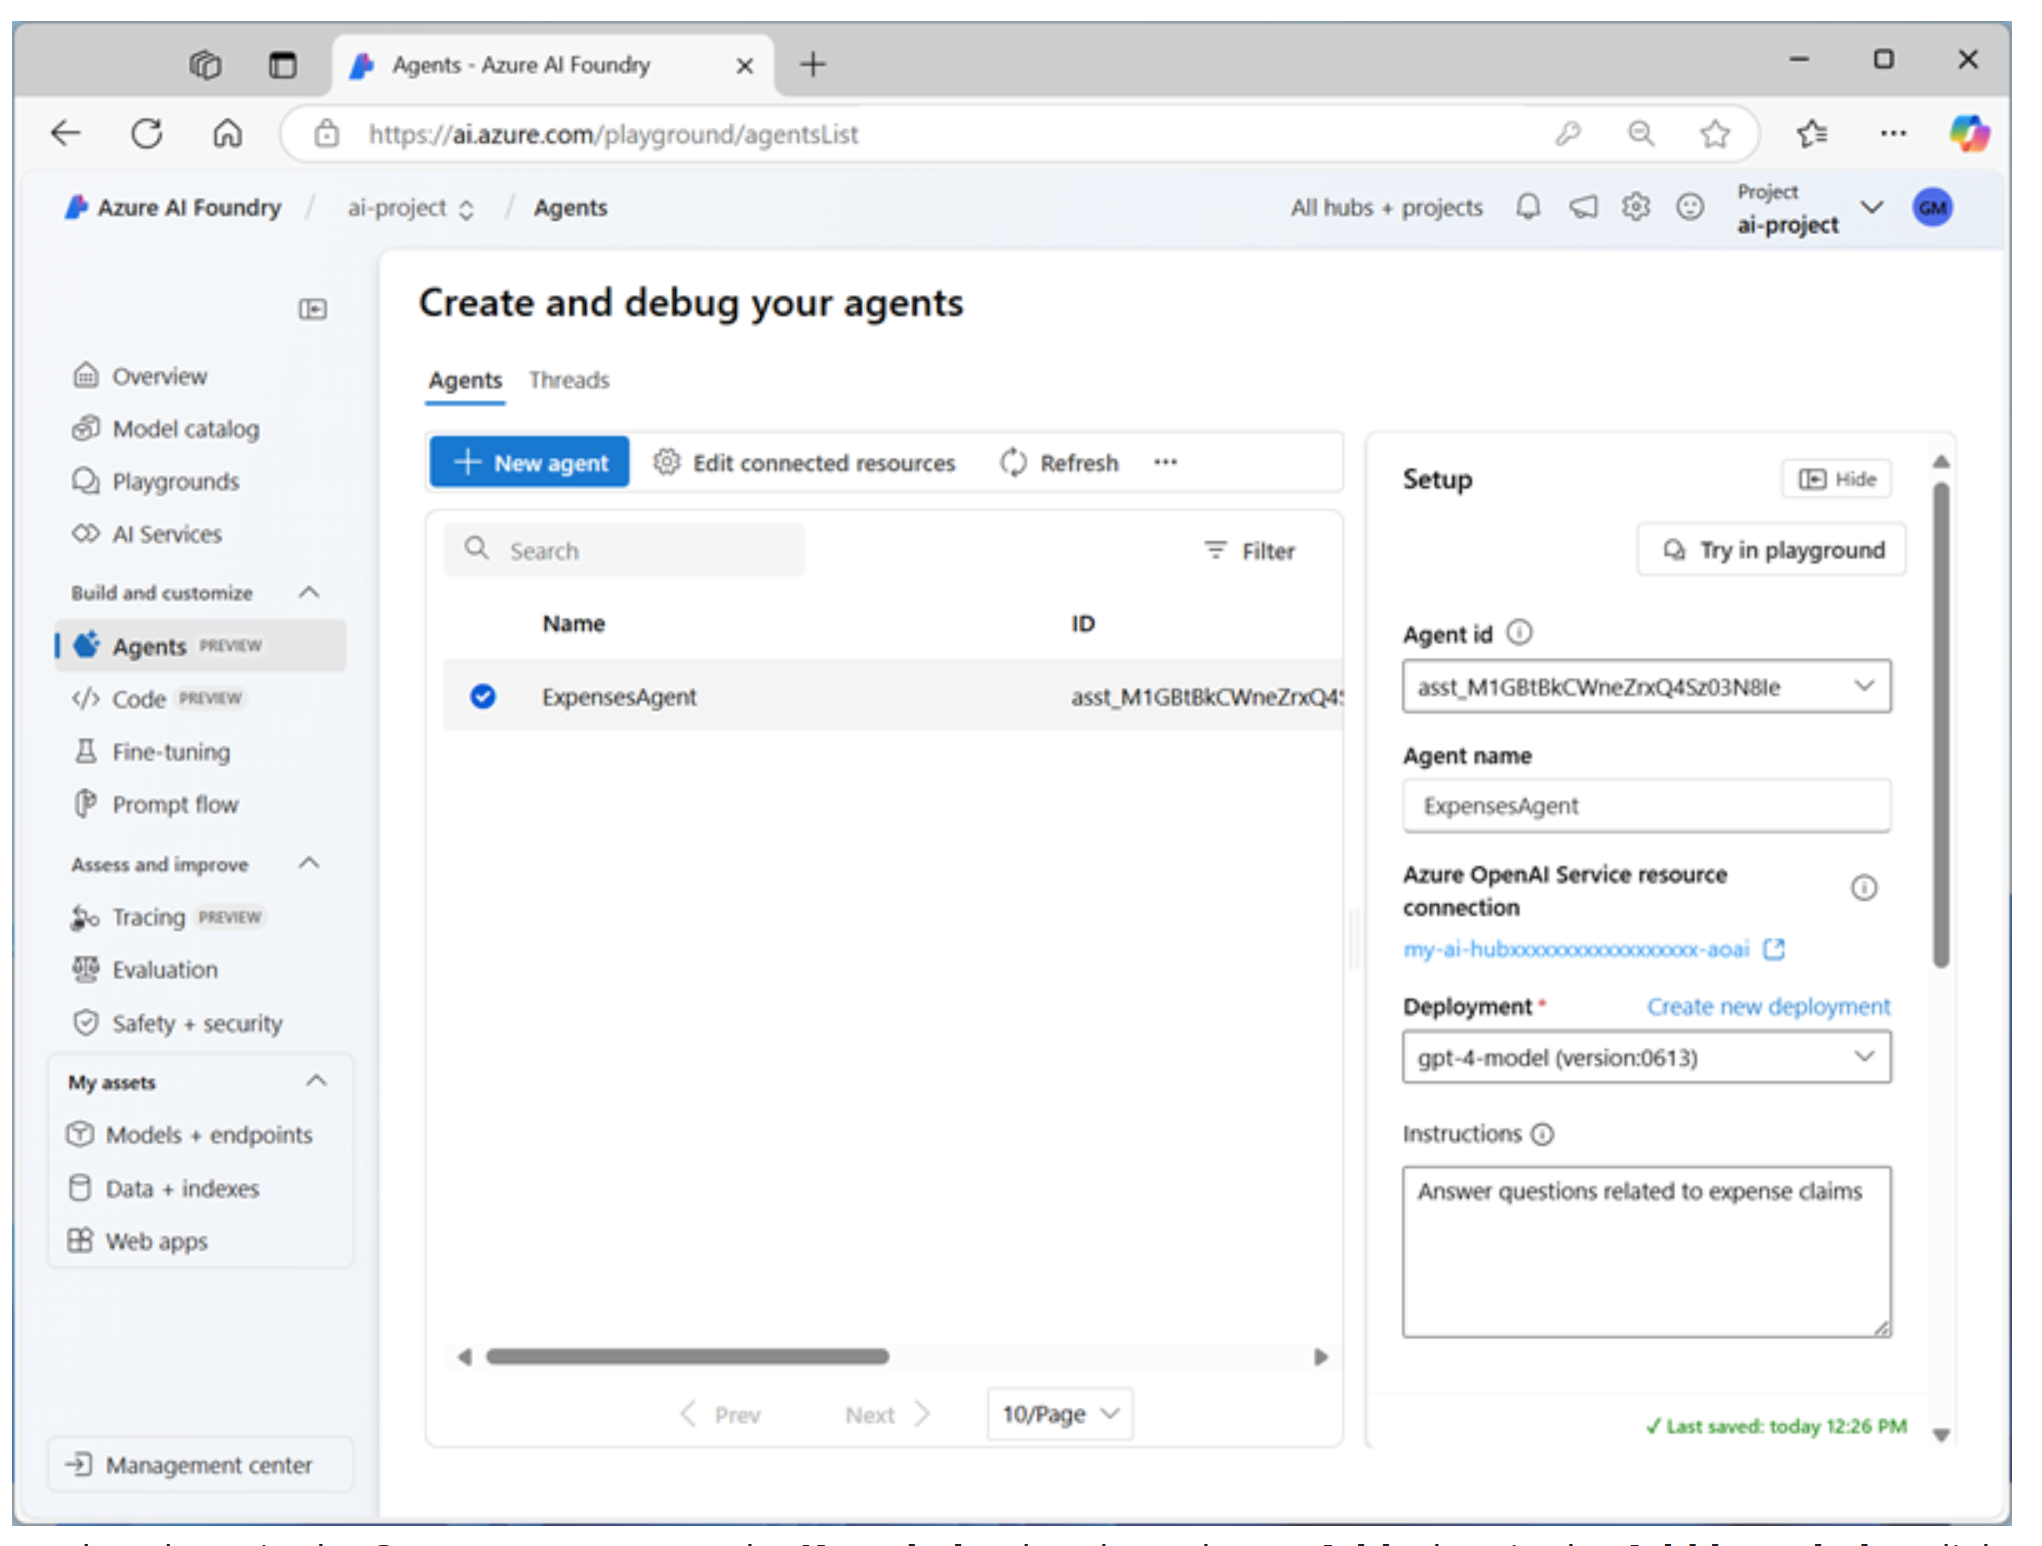 Agents - Azure AI Foundry
https://ai.azure.com/playground/agentsList
Azure AI Foundry / ai-project / Agents
All hubs + projects
Project
ai-project
GM
Create and debug your agents
Overview
Model catalog
Playgrounds
AI Services
Build and customize
Agents PREVIEW
Code PREVIEW
Fine-tuning
Prompt flow
Assess and improve
Tracing PREVIEW
Evaluation
Safety + security
My assets
Models + endpoints
Data + indexes
Web apps
Management center
Agents Threads
New agent Edit connected resources Refresh ...
Search
Filter
Name ID
ExpensesAgent asst_M1GBtBkCWneZrxQ4
Prev Next 10/Page
Setup
Hide
Try in playground
Agent id
asst_M1GBtBkCWneZrxQ4Sz03N8Ie
Agent name
ExpensesAgent
Azure OpenAI Service resource
connection
my-ai-hubxxxxxxxxxxxxxxxxxx-aoai
Deployment * Create new deployment
gpt-4-model (version:0613)
Instructions
Answer questions related to expense claims
✓ Last saved: today 12:26 PM